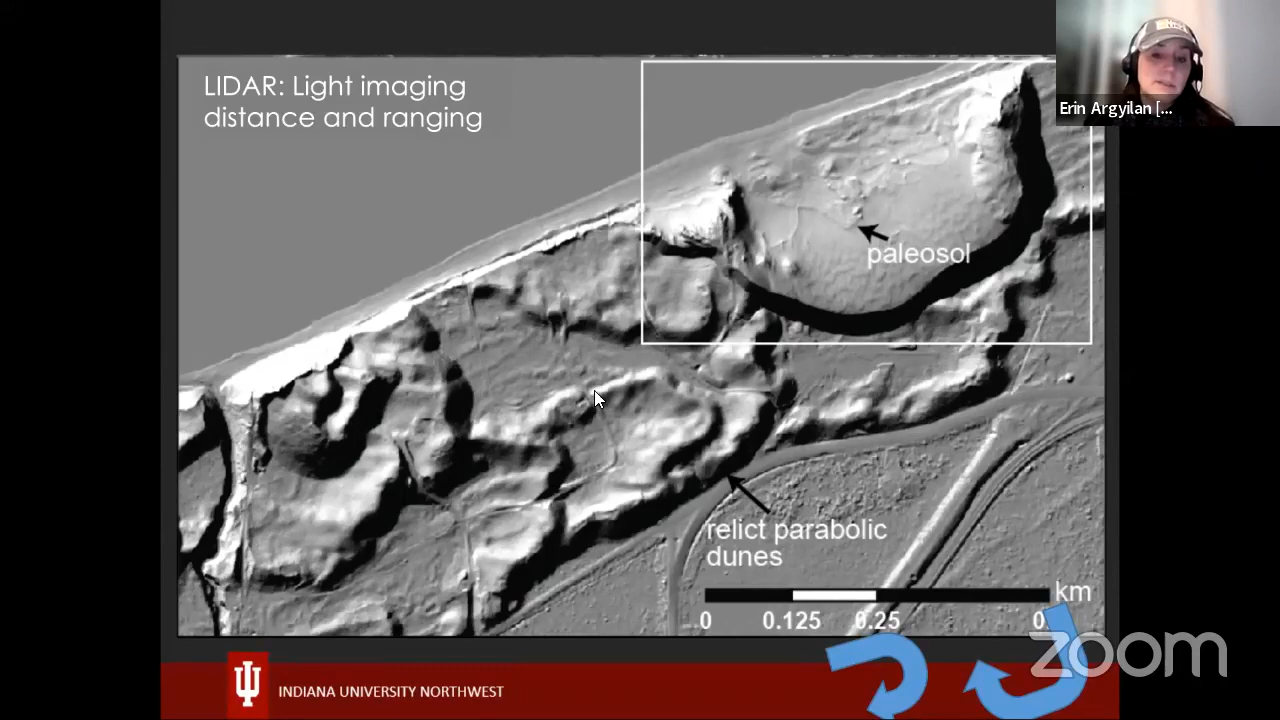 LIDAR: Light imaging
distance and ranging
Erin Argyilan [...
paleosol
relict parabolic
dunes
km
0 0.125 0.25 0.
zoom
INDIANA UNIVERSITY NORTHWEST